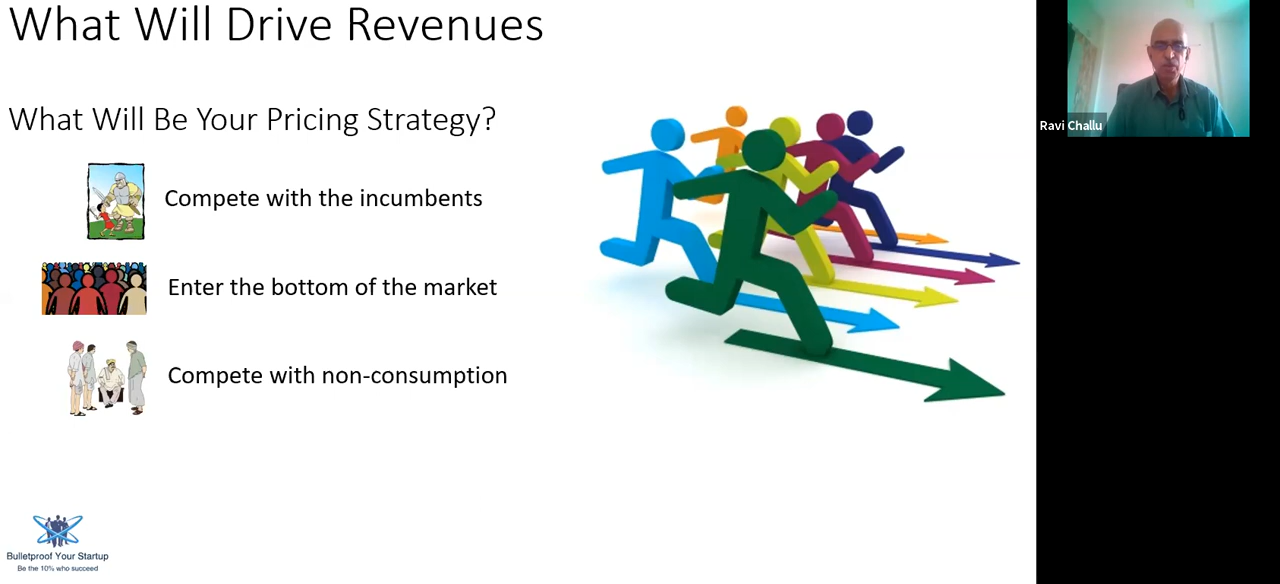 What Will Drive Revenues
What Will Be Your Pricing Strategy?
Compete with the incumbents
Enter the bottom of the market
Compete with non-consumption
Bulletproof Your Startup
Be the 10% who succeed
Ravi Challu